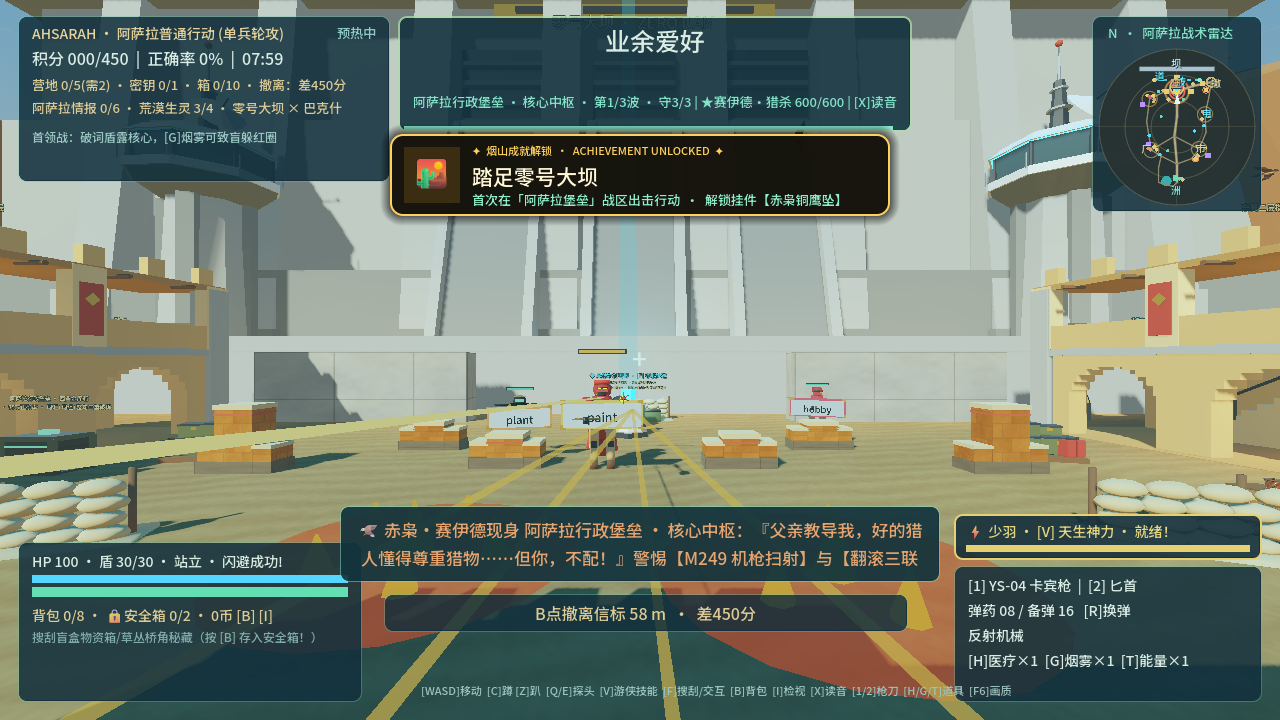 AHSARAH · 阿萨拉普通行动 (单兵轮攻)
预热中
积分 000/450 | 正确率 0% | 07:59
营地 0/5(需2) · 密钥 0/1 · 箱 0/10 · 撤离: 差450分
阿萨拉情报 0/6 · 荒漠生灵 3/4 · 零号大坝 × 巴克什
首领战: 破词盾露核心, [G]烟雾可致盲躲红圈
业余爱好
阿萨拉行政堡垒 · 核心中枢 · 第1/3波 · 守3/3 | ★赛伊德·猎杀 600/600 | [X]读音
✦ 烟山成就解锁 · ACHIEVEMENT UNLOCKED ✦
踏足零号大坝
首次在「阿萨拉堡垒」战区出击行动 · 解锁挂件【赤枭铜鹰坠】
N · 阿萨拉战术雷达
坝
道
市
洲
plant
paint
hobby
赤枭·赛伊德现身 阿萨拉行政堡垒 · 核心中枢: 『父亲教导我, 好的猎
人懂得尊重猎物……但你, 不配! 』警惕【M249 机枪扫射】与【翻滚三联
B点撤离信标 58 m · 差450分
HP 100 · 盾 30/30 · 站立 · 闪避成功!
背包 0/8 · 安全箱 0/2 · 0币 [B] [I]
搜刮盲盒物资箱/草丛桥角秘藏（按 [B] 存入安全箱! ）
少羽 · [V] 天生神力 · 就绪!
[1] YS-04 卡宾枪 | [2] 匕首
弹药 08 / 备弹 16 [R]换弹
反射机械
[H]医疗×1 [G]烟雾×1 [T]能量×1
[WASD]移动 [C]蹲 [Z]趴 [Q/E]探头 [V]游侠技能 [F]搜刮/交互 [B]背包 [I]检视 [X]读音 [1/2]枪刀 [H/G/T]道具 [F6]画质